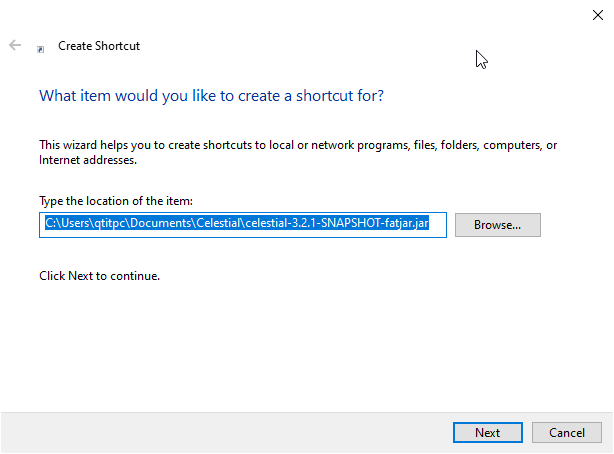 Create Shortcut
What item would you like to create a shortcut for?
This wizard helps you to create shortcuts to local or network programs, files, folders, computers, or
Internet addresses.
Type the location of the item:
C:\Users\qtitpc\Documents\Celestial\celestial-3.2.1-SNAPSHOT-fatjar.jar
Browse...
Click Next to continue.
Next
Cancel